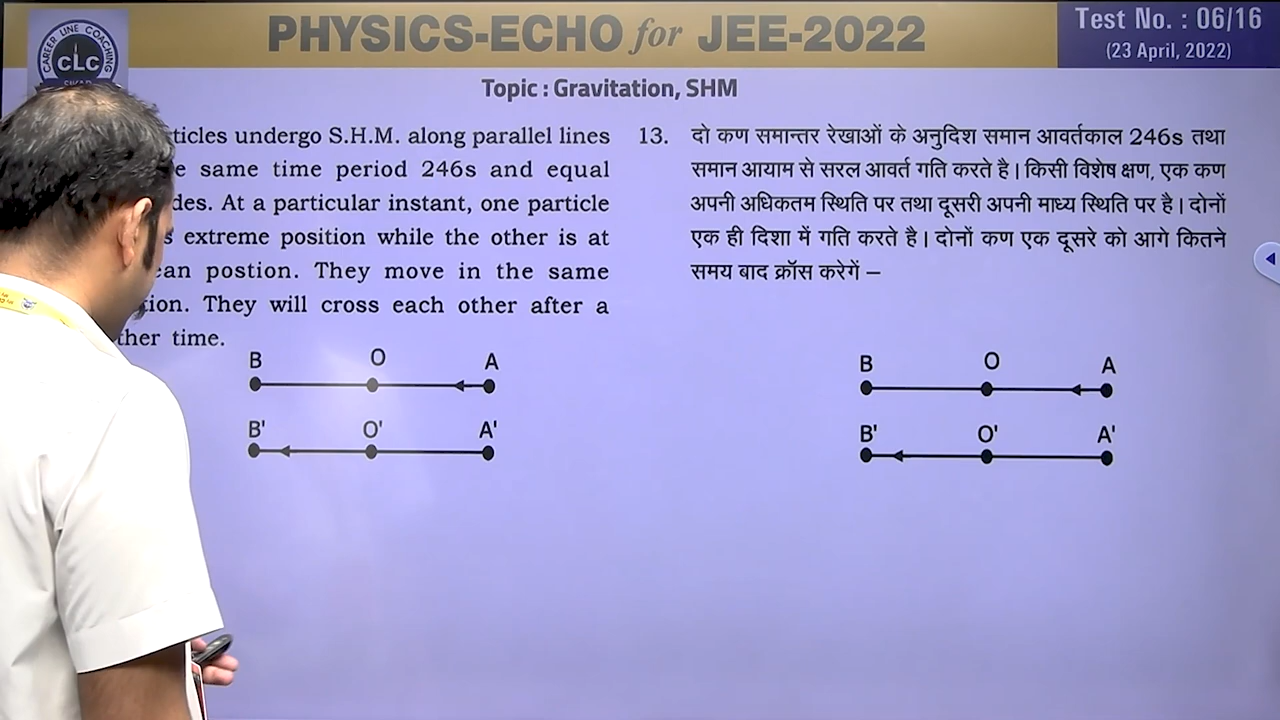 CAREER LINE COACHING
CLC
PHYSICS-ECHO for JEE-2022
Test No. : 06/16
(23 April, 2022)
Topic : Gravitation, SHM
ticles undergo S.H.M. along parallel lines
e same time period 246s and equal
des. At a particular instant, one particle
s extreme position while the other is at
ean postion. They move in the same
tion. They will cross each other after a
ther time.
B O A
B' O' A'
13. दो कण समान्तर रेखाओं के अनुदिश समान आवर्तकाल 246s तथा
समान आयाम से सरल आवर्त गति करते है। किसी विशेष क्षण, एक कण
अपनी अधिकतम स्थिति पर तथा दूसरी अपनी माध्य स्थिति पर है। दोनों
एक ही दिशा में गति करते है। दोनों कण एक दूसरे को आगे कितने
समय बाद क्रॉस करेगें –
B O A
B' O' A'